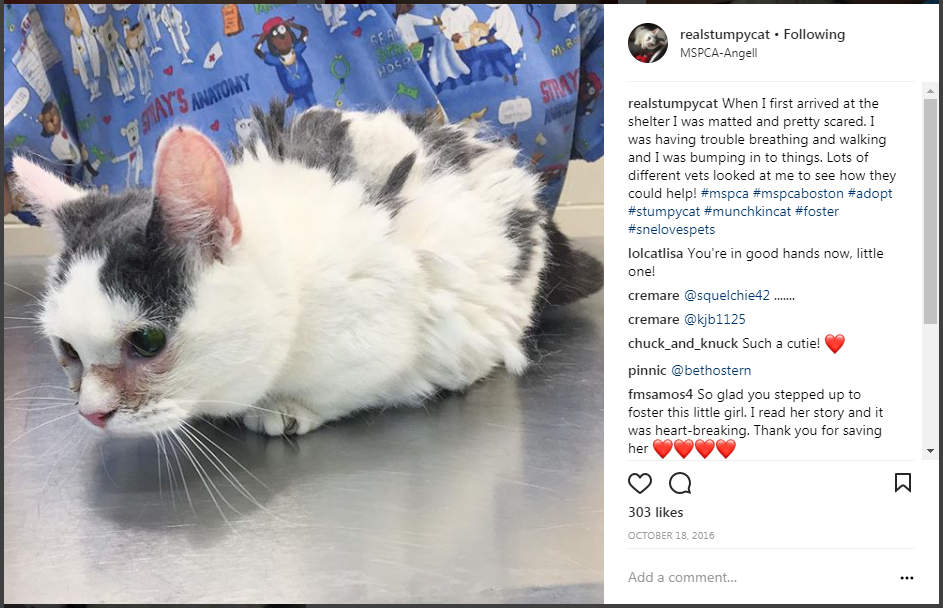 STRAY'S ANATOMY
STRAY
realstumpycat • Following
MSPCA-Angell
realstumpycat When I first arrived at the
shelter I was matted and pretty scared. I
was having trouble breathing and walking
and I was bumping in to things. Lots of
different vets looked at me to see how they
could help! #mspca #mspcaboston #adopt
#stumpycat #munchkincat #foster
#snelovespets
lolcatlisa You're in good hands now, little
one!
cremare @squelchie42 .......
cremare @kjb1125
chuck_and_knuck Such a cutie! ❤️
pinnic @bethostern
fmsamos4 So glad you stepped up to
foster this little girl. I read her story and it
was heart-breaking. Thank you for saving
her ❤️❤️❤️❤️
303 likes
OCTOBER 18, 2016
Add a comment...